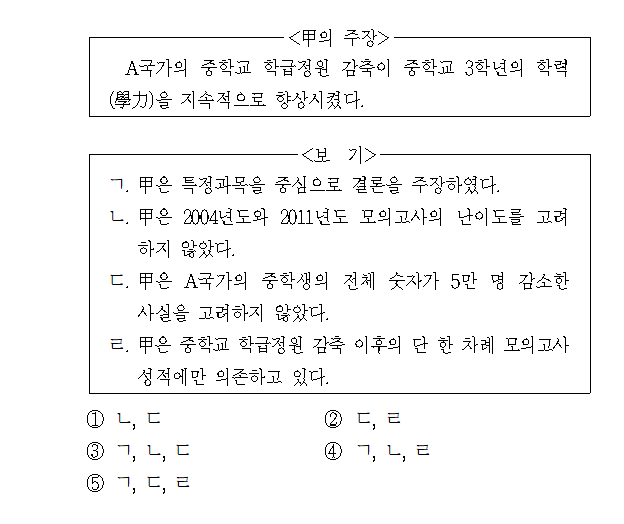 <甲의 주장>
A국가의 중학교 학급정원 감축이 중학교 3학년의 학력
(學力)을 지속적으로 향상시켰다.
<보 기>
ㄱ. 甲은 특정과목을 중심으로 결론을 주장하였다.
ㄴ. 甲은 2004년도와 2011년도 모의고사의 난이도를 고려
하지 않았다.
ㄷ. 甲은 A국가의 중학생의 전체 숫자가 5만 명 감소한
사실을 고려하지 않았다.
ㄹ. 甲은 중학교 학급정원 감축 이후의 단 한 차례 모의고사
성적에만 의존하고 있다.
① ㄴ, ㄷ ② ㄷ, ㄹ
③ ㄱ, ㄴ, ㄷ ④ ㄱ, ㄴ, ㄹ
⑤ ㄱ, ㄷ, ㄹ